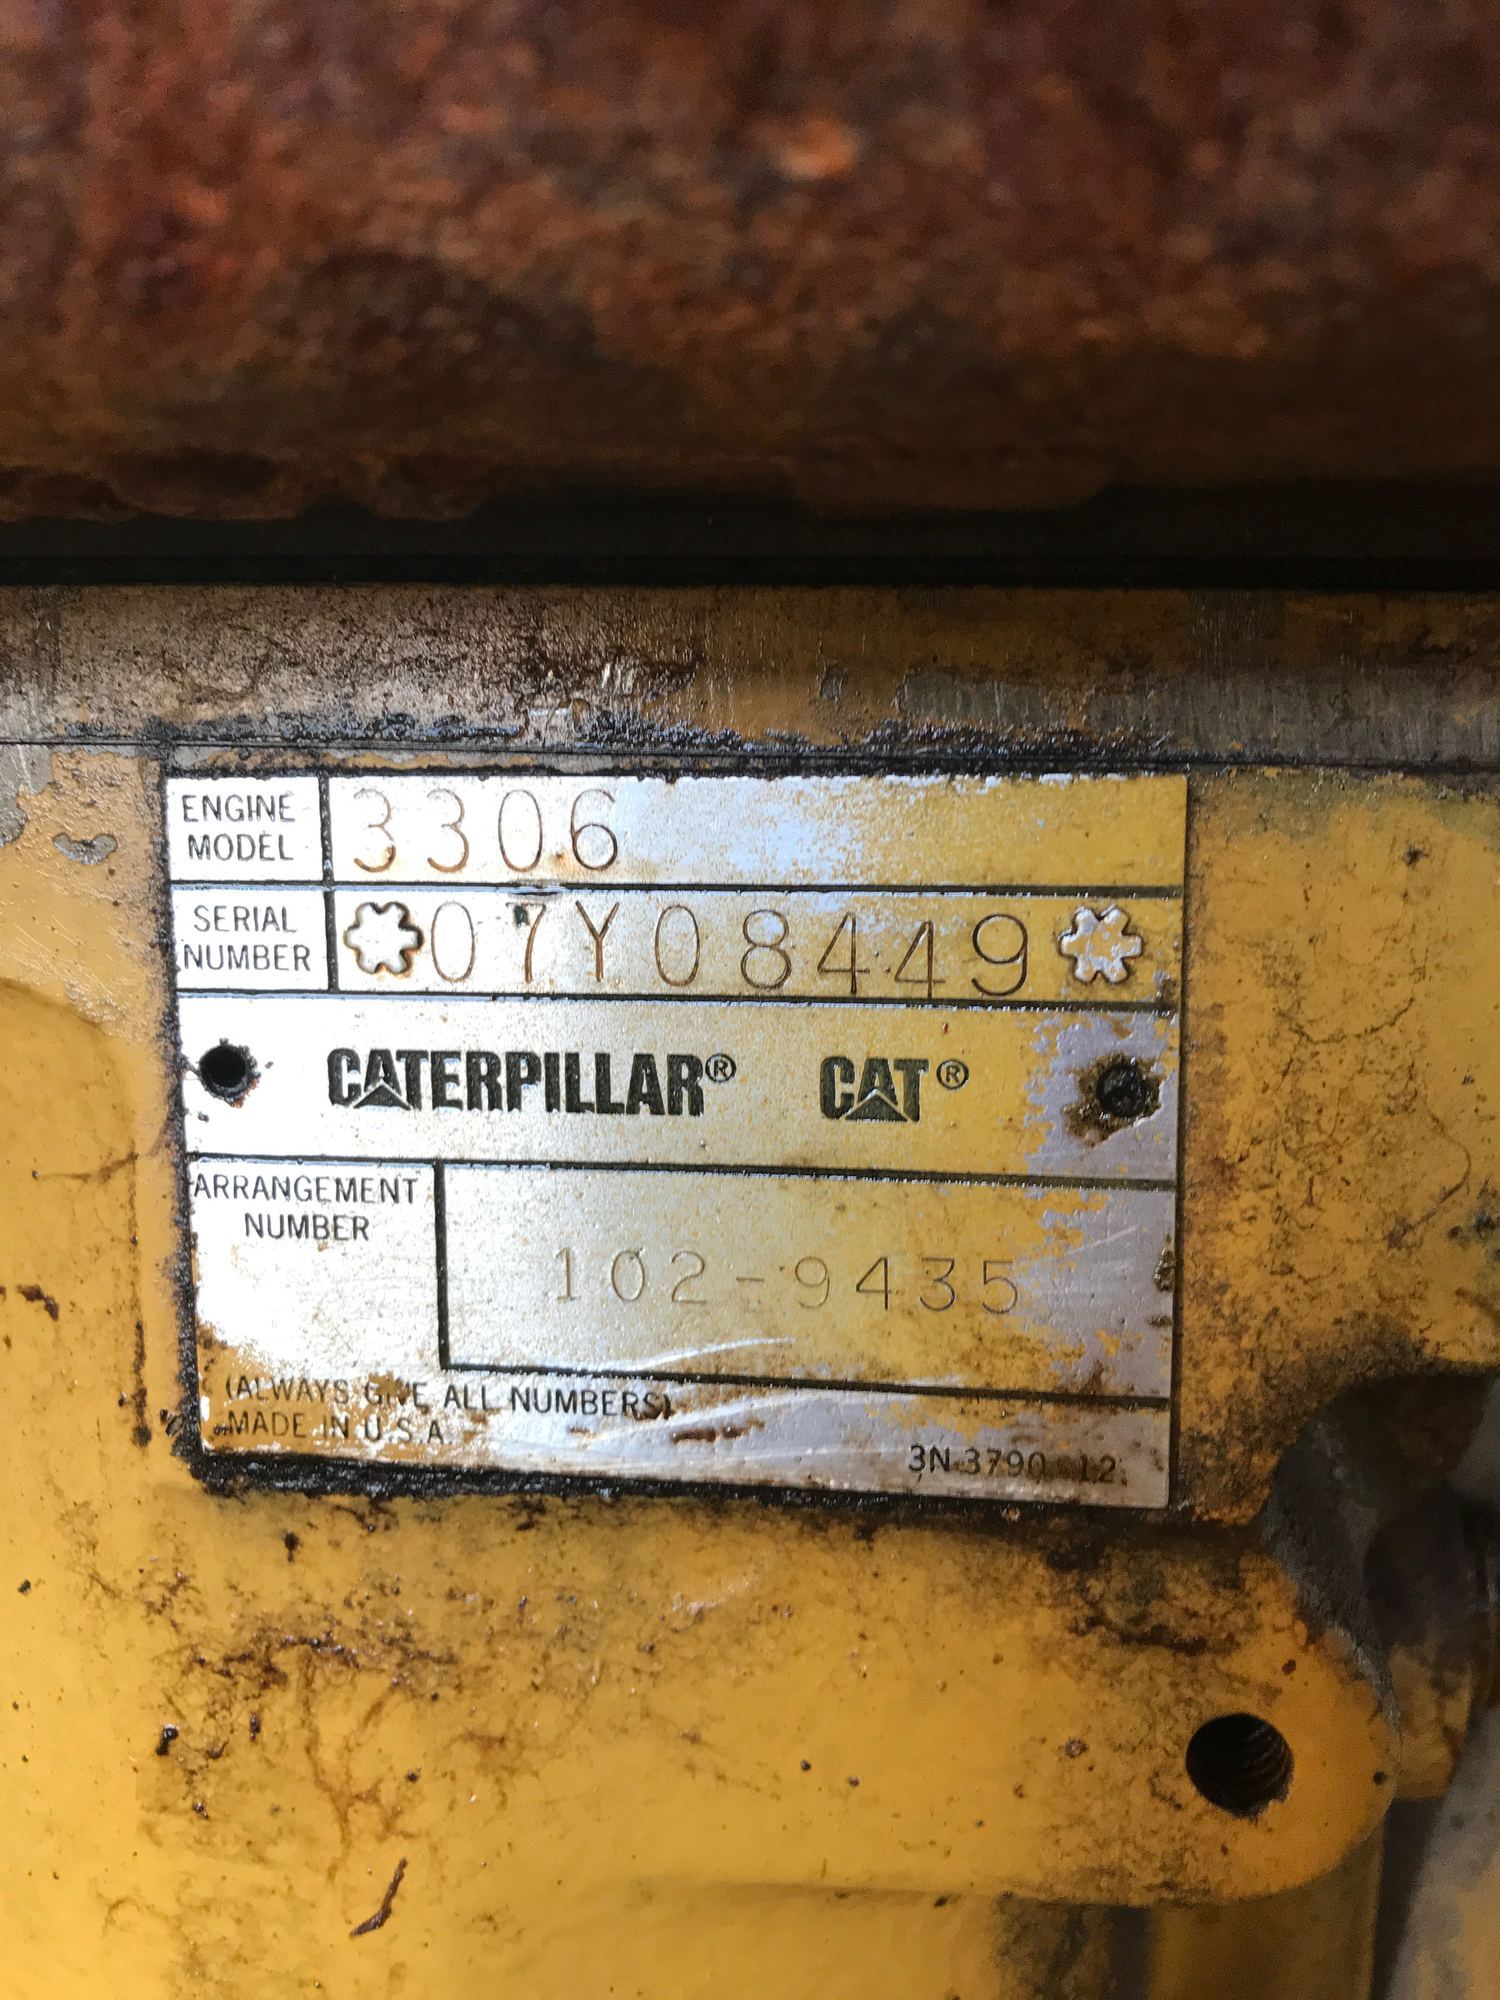 ENGINE MODEL 3306
SERIAL NUMBER 07Y08449
CATERPILLAR® CAT®
ARRANGEMENT NUMBER
102-9435
(ALWAYS GIVE ALL NUMBERS)
MADE IN U.S.A.
3N-3790 12